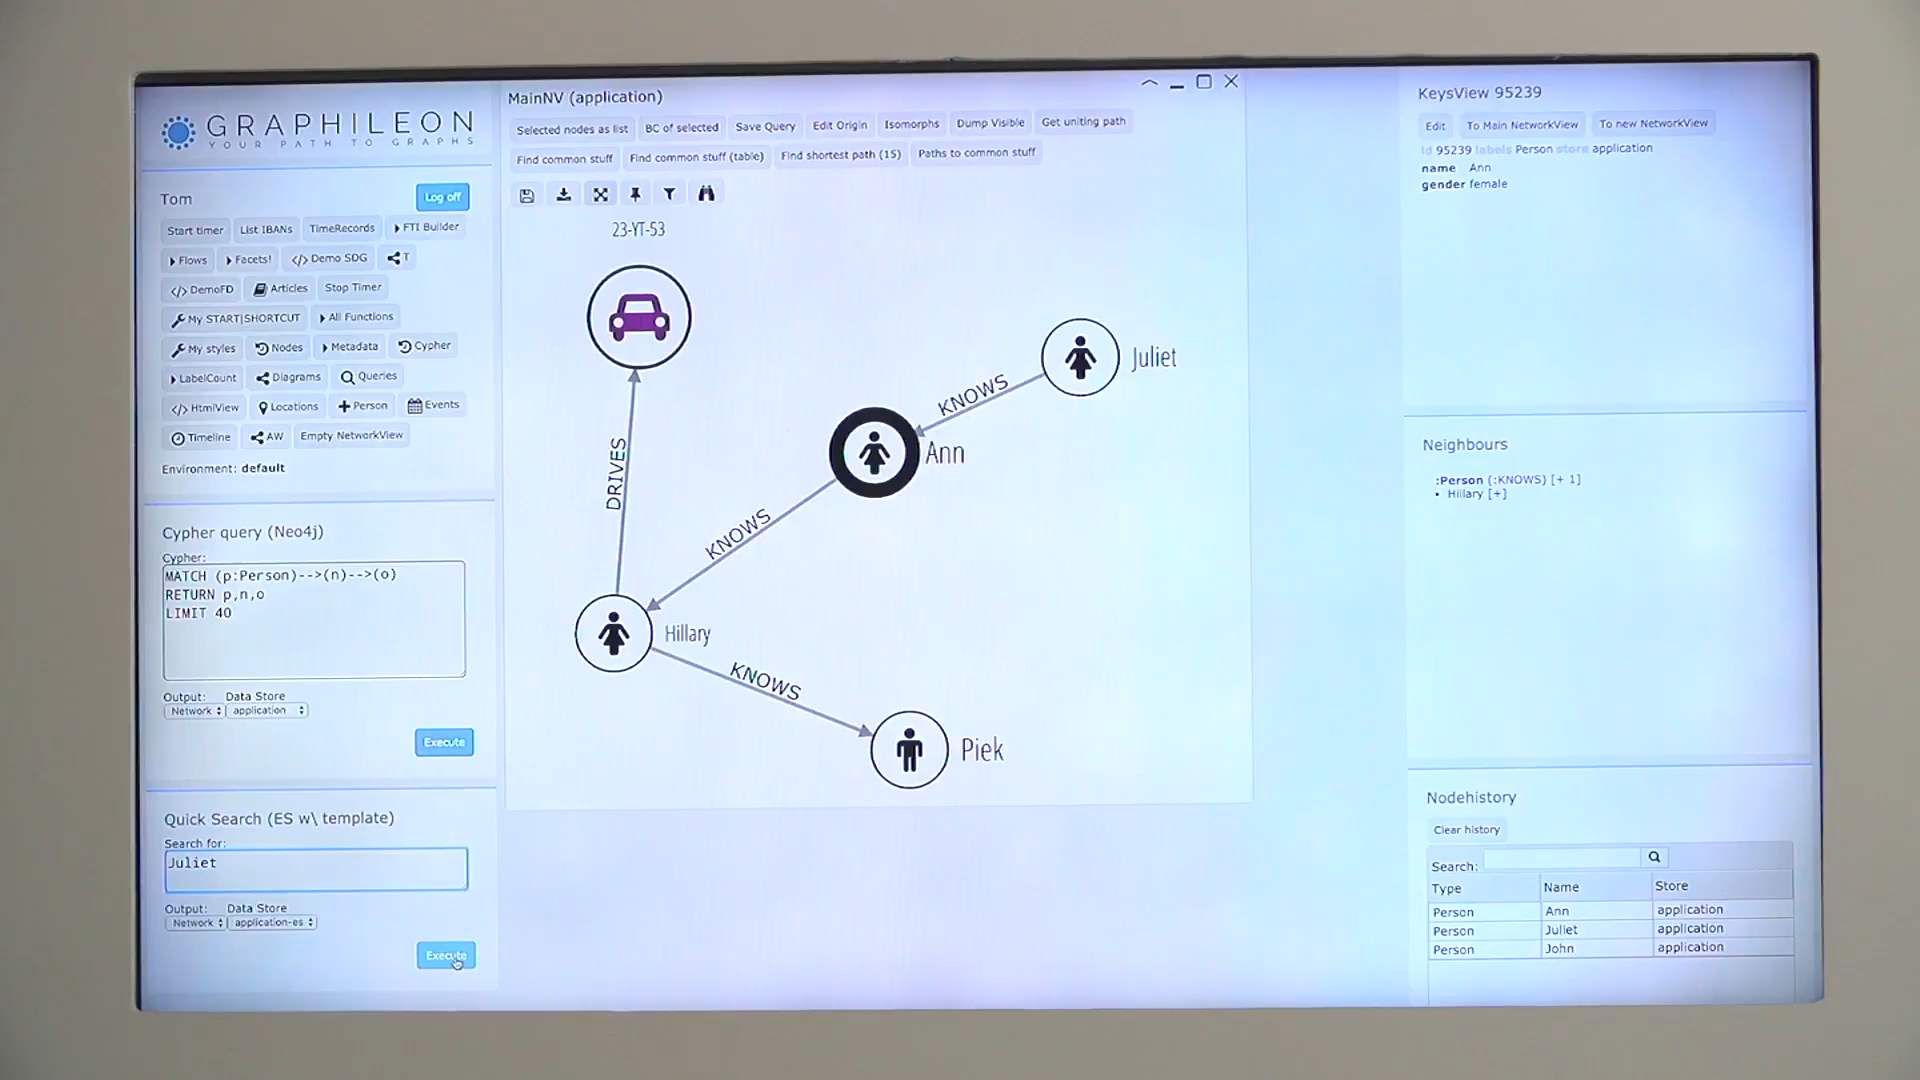 GRAPHILEON
YOUR PATH TO GRAPHS
Tom
Log off
Start timer
List IBANs
TimeRecords
FTI Builder
Flows
Facets!
</> Demo SDG
T
</> DemoFD
Articles
Stop Timer
My START|SHORTCUT
All Functions
My styles
Nodes
Metadata
Cypher
LabelCount
Diagrams
Queries
</> HtmlView
Locations
+Person
Events
Timeline
AW
Empty NetworkView
Environment: default
Cypher query (Neo4j)
Cypher:
MATCH (p:Person)-->(n)-->(o)
RETURN p,n,o
LIMIT 40
Output: Data Store
Network application
Execute
Quick Search (ES w\ template)
Search for:
Juliet
Output: Data Store
Network application-es
Execute
MainNV (application)
Selected nodes as list
BC of selected
Save Query
Edit Origin
Isomorphs
Dump Visible
Get uniting path
Find common stuff
Find common stuff (table)
Find shortest path (15)
Paths to common stuff
23-YT-53
Juliet
KNOWS
Ann
DRIVES
KNOWS
Hillary
KNOWS
Piek
KeysView 95239
Edit
To Main NetworkView
To new NetworkView
id 95239 labels Person store application
name Ann
gender female
Neighbours
:Person (:KNOWS) [+ 1]
• Hillary [+]
Nodehistory
Clear history
Search:
Type Name Store
Person Ann application
Person Juliet application
Person John application